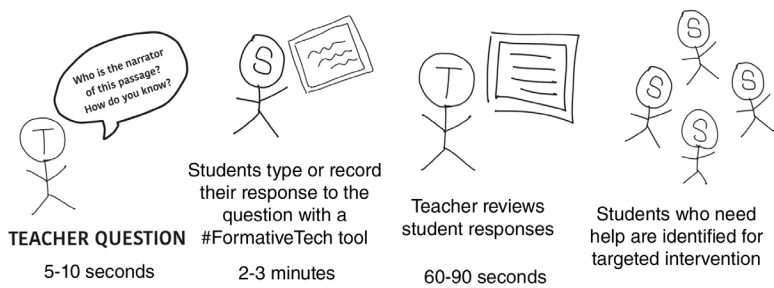 Who is the narrator
of this passage?
How do you know?
T
TEACHER QUESTION
5-10 seconds
S
Students type or record
their response to the
question with a
#FormativeTech tool
2-3 minutes
T
Teacher reviews
student responses
60-90 seconds
S
S
S
S
Students who need
help are identified for
targeted intervention